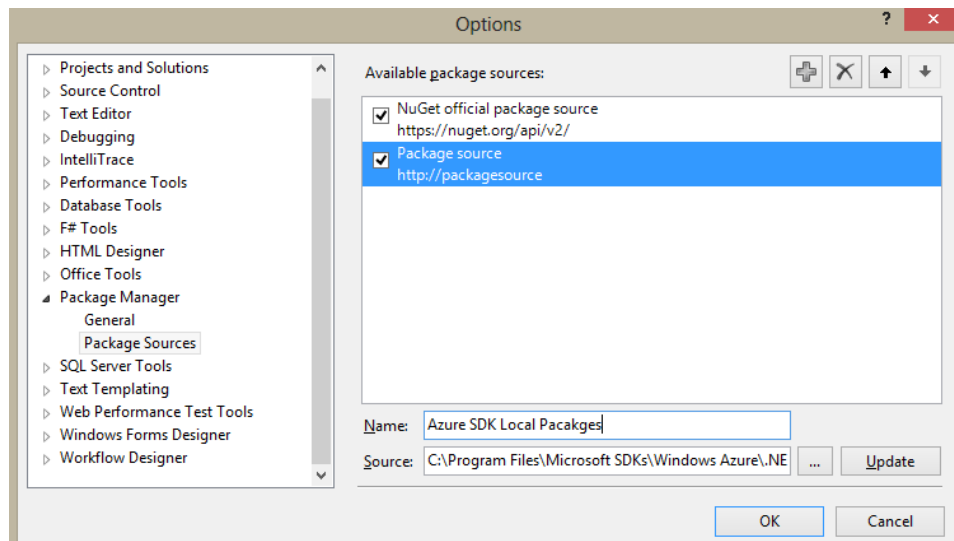 Options
?
×
Projects and Solutions
Source Control
Text Editor
Debugging
IntelliTrace
Performance Tools
Database Tools
F# Tools
HTML Designer
Office Tools
Package Manager
General
Package Sources
SQL Server Tools
Text Templating
Web Performance Test Tools
Windows Forms Designer
Workflow Designer
Available package sources:
NuGet official package source
https://nuget.org/api/v2/
Package source
http://packagesource
Name: Azure SDK Local Pacakges
Source: C:\Program Files\Microsoft SDKs\Windows Azure\.NE ... Update
OK Cancel